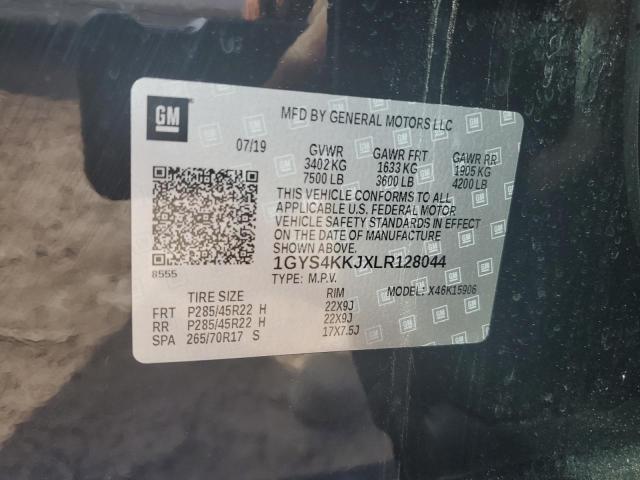 GM
MFD BY GENERAL MOTORS LLC
07/19 GVWR GAWR FRT GAWR RR
3402 KG 1633 KG 1905 KG
7500 LB 3600 LB 4200 LB
THIS VEHICLE CONFORMS TO ALL
APPLICABLE U.S. FEDERAL MOTOR
VEHICLE SAFETY STANDARDS IN EFFECT
ON THE DATE OF MANUFACTURE
SHOWN ABOVE.
8555 1GYS4KKJXLR128044
TYPE: M.P.V. MODEL: X46K15906
TIRE SIZE RIM
FRT P285/45R22 H 22X9J
RR P285/45R22 H 22X9J
SPA 265/70R17 S 17X7.5J